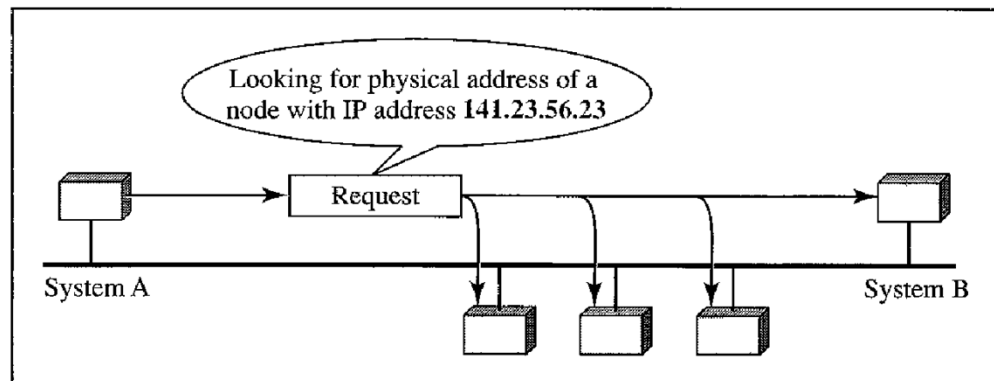 Looking for physical address of a
node with IP address 141.23.56.23
Request
System A
System B